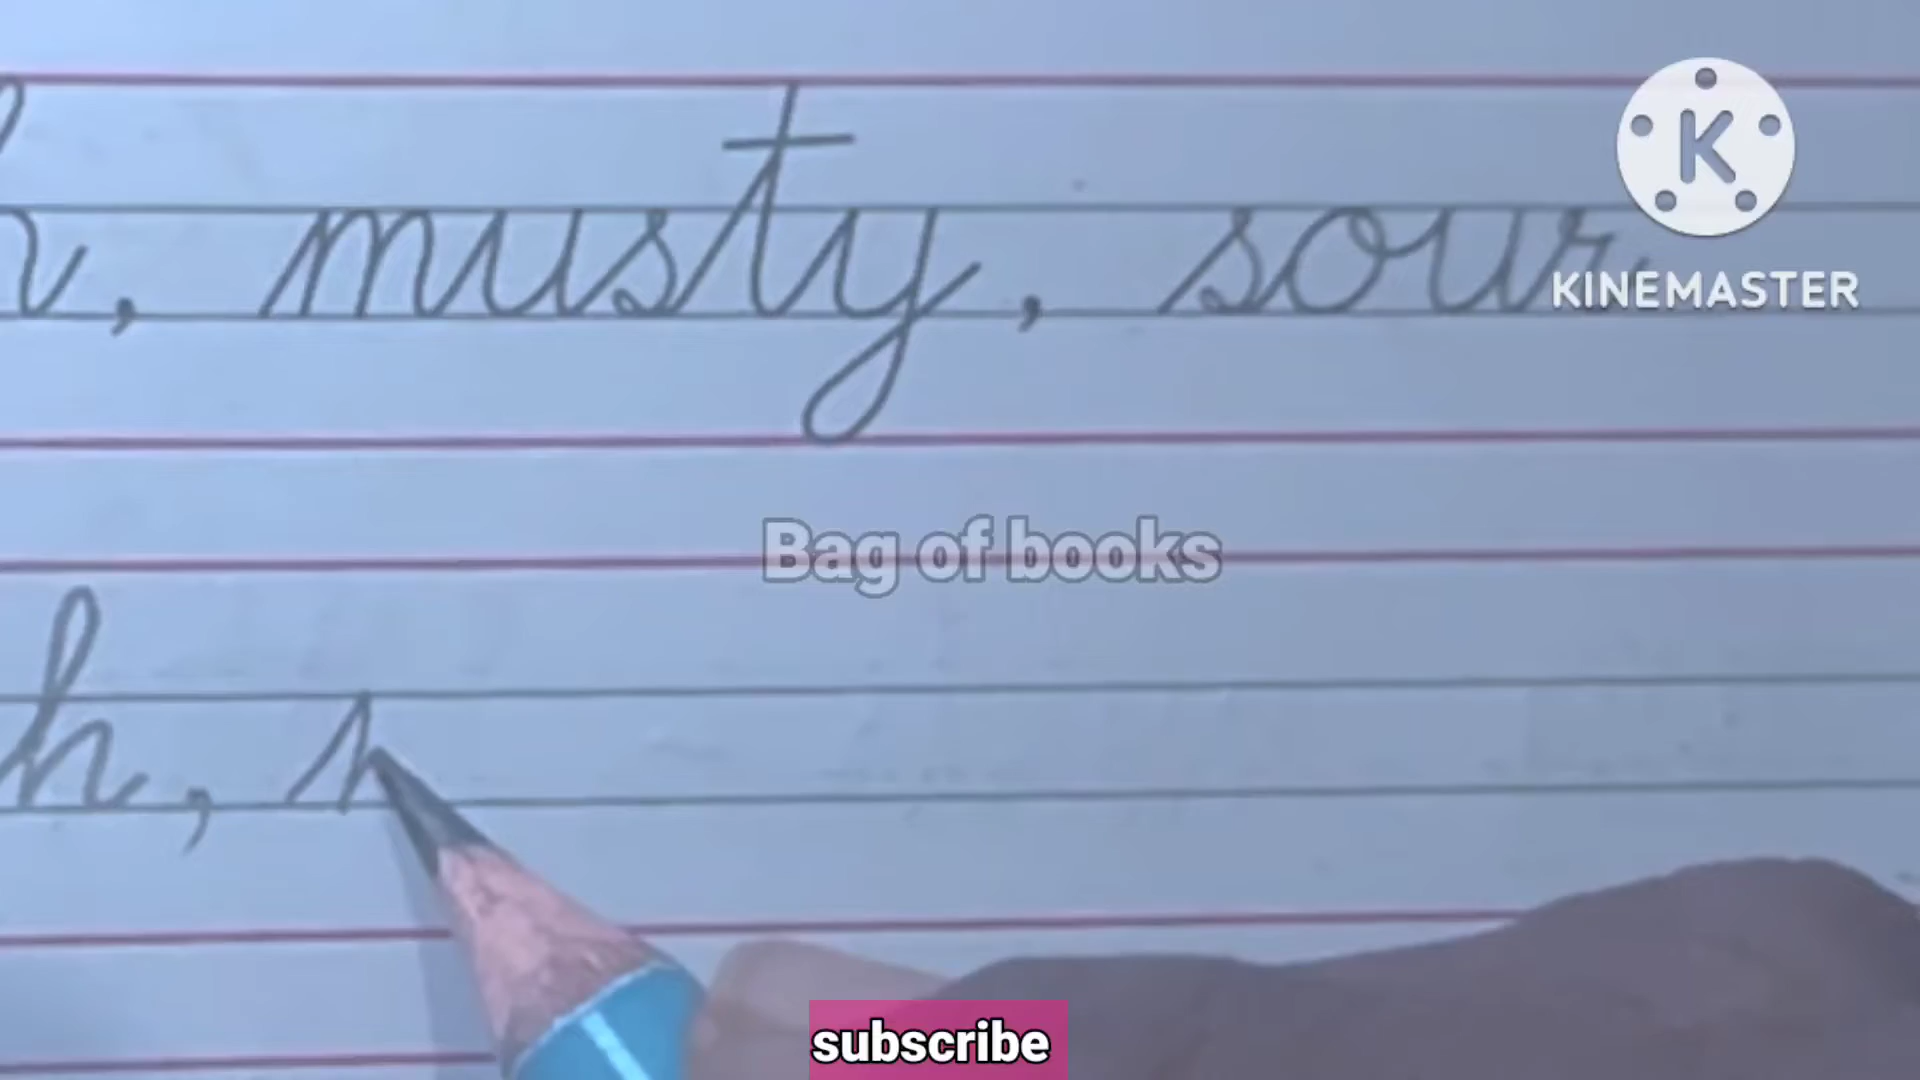 h, musty, sour
K
KINEMASTER
Bag of books
h,
subscribe